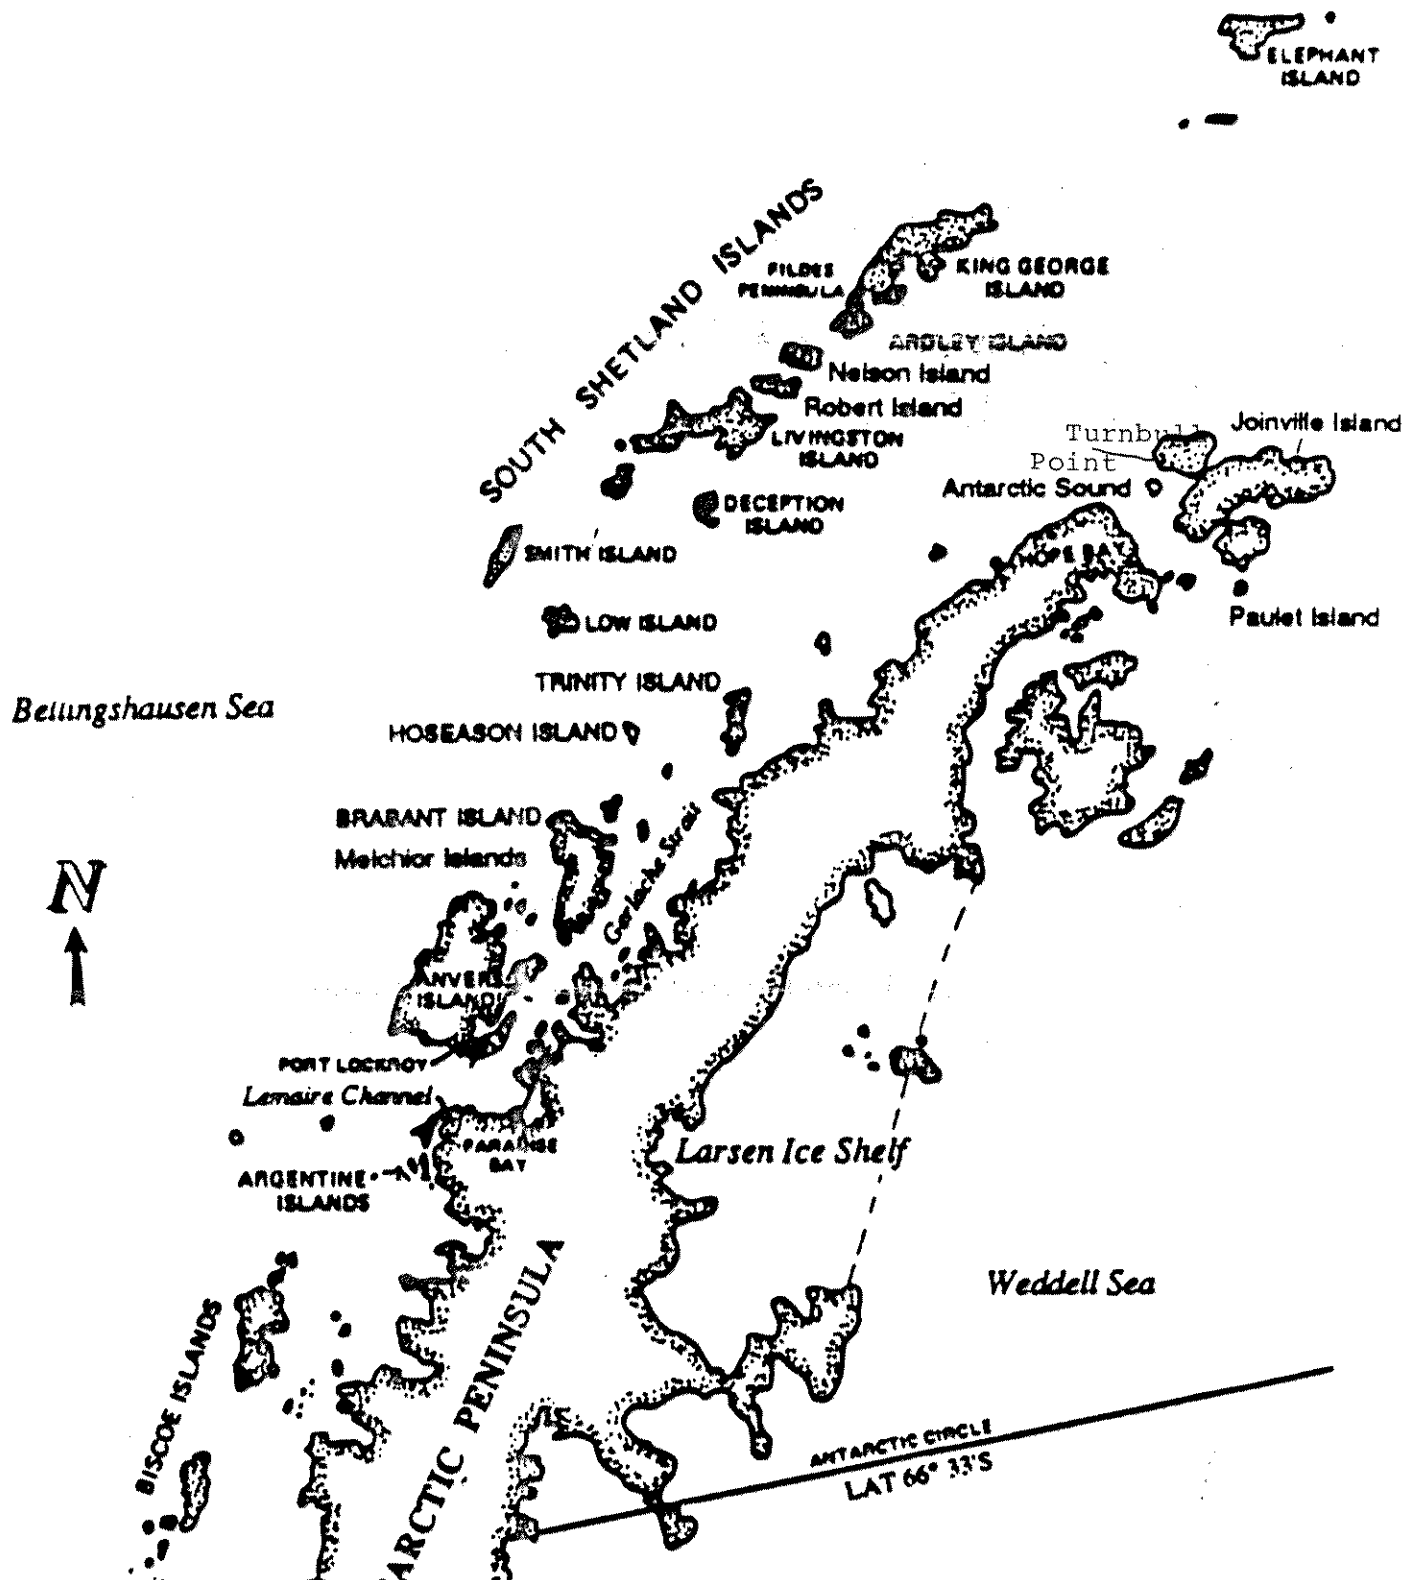 ELEPHANT
ISLAND
SOUTH SHETLAND ISLANDS
FILDES
PENINSULA
KING GEORGE
ISLAND
ARDLEY ISLAND
Nelson Island
Robert Island
LIVINGSTON
ISLAND
Turnbull
Point
Joinville Island
Antarctic Sound
DECEPTION
ISLAND
SMITH ISLAND
HOPE BAY
LOW ISLAND
Paulet Island
TRINITY ISLAND
Bellingshausen Sea
HOSEASON ISLAND
BRABANT ISLAND
Melchior Islands
Gerlache Strait
N
ANVERS
ISLAND
PORT LOCKROY
Lemaire Channel
PARADISE
BAY
Larsen Ice Shelf
ARGENTINE
ISLANDS
Weddell Sea
BISCOE ISLANDS
ARCTIC PENINSULA
ANTARCTIC CIRCLE
LAT 66° 33'S